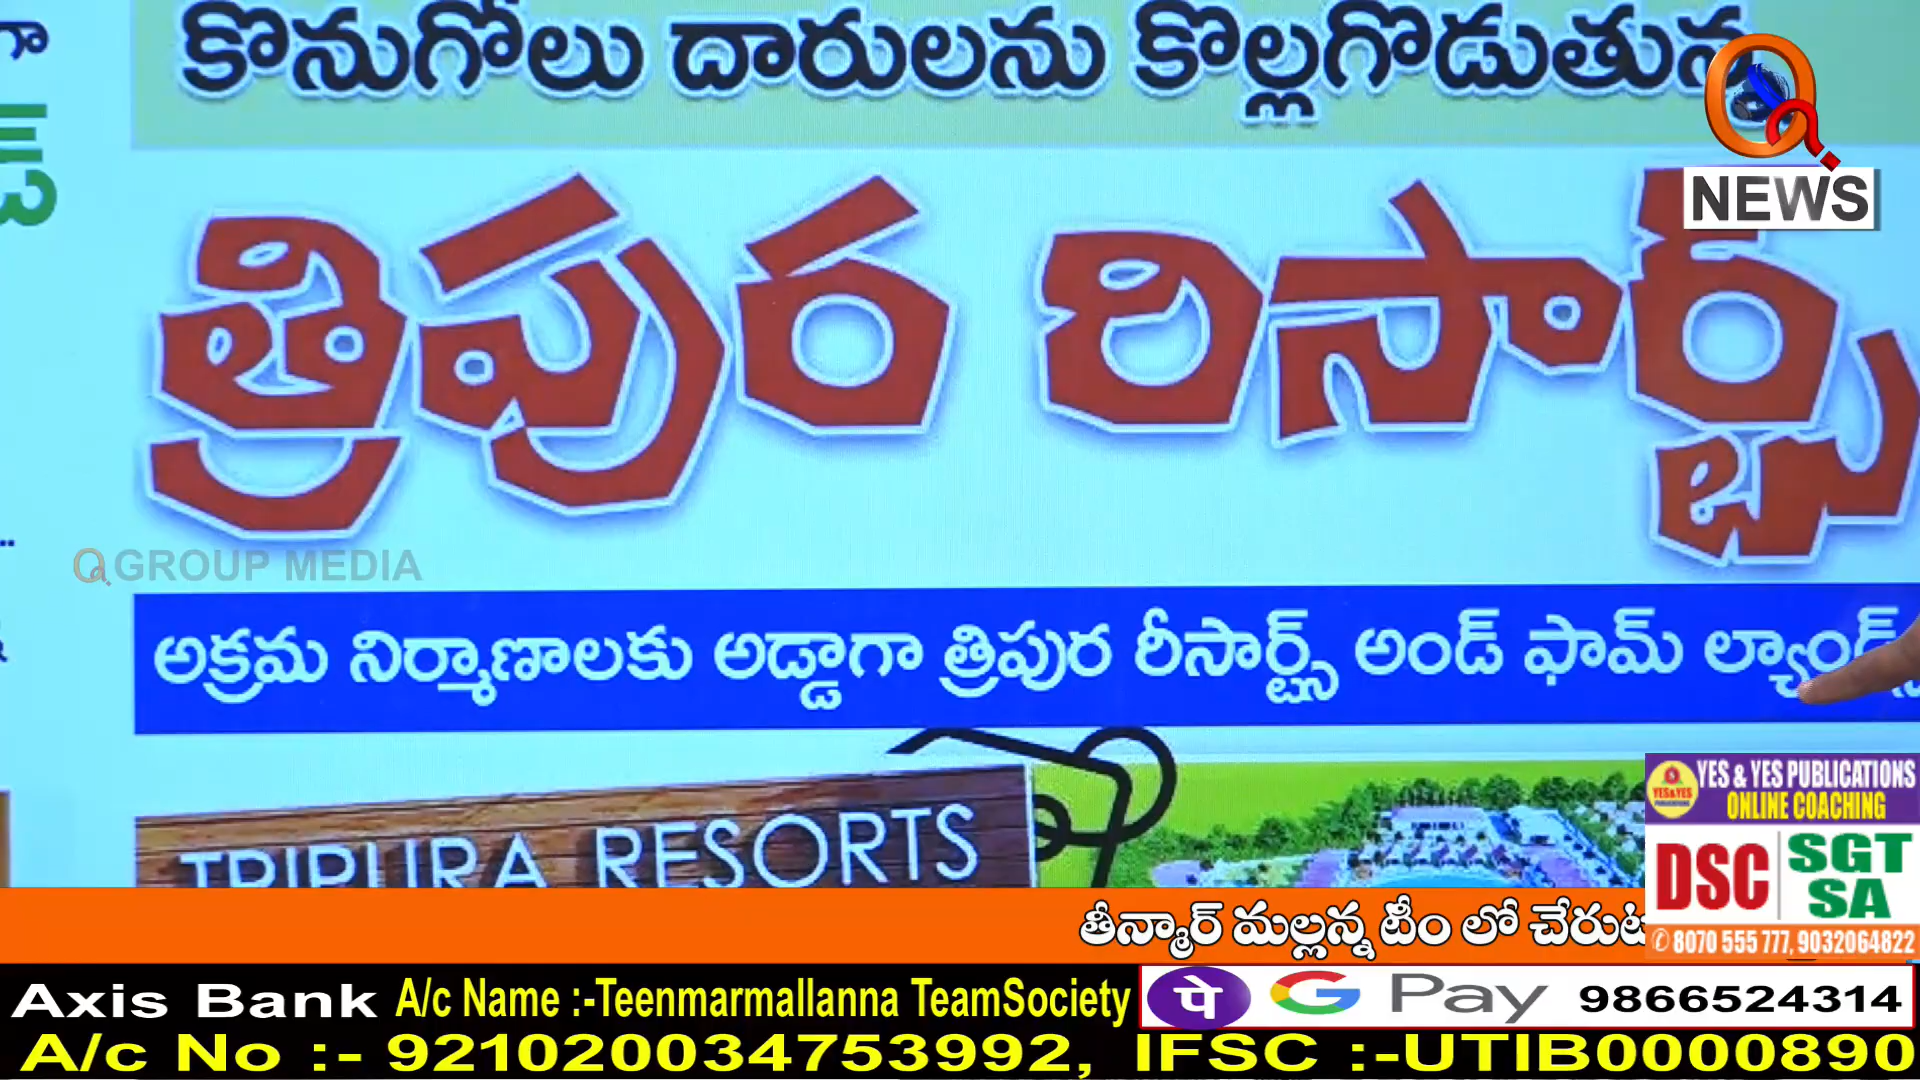 కొనుగోలు దారులను కొల్లగొడుతున్న
NEWS
త్రిపుర రిసార్ట్స్
GROUP MEDIA
అక్రమ నిర్మాణాలకు అడ్డాగా త్రిపుర రీసార్ట్స్ అండ్ ఫామ్ ల్యాండ్స్
TRIPURA RESORTS
YES & YES PUBLICATIONS
ONLINE COACHING
DSC SGT SA
8070 555 777, 9032064822
తీన్మార్ మల్లన్న టీం లో
Axis Bank A/c Name :-Teenmarmallanna TeamSociety
పే G Pay 9866524314
A/c No :- 921020034753992, IFSC :-UTIB0000890